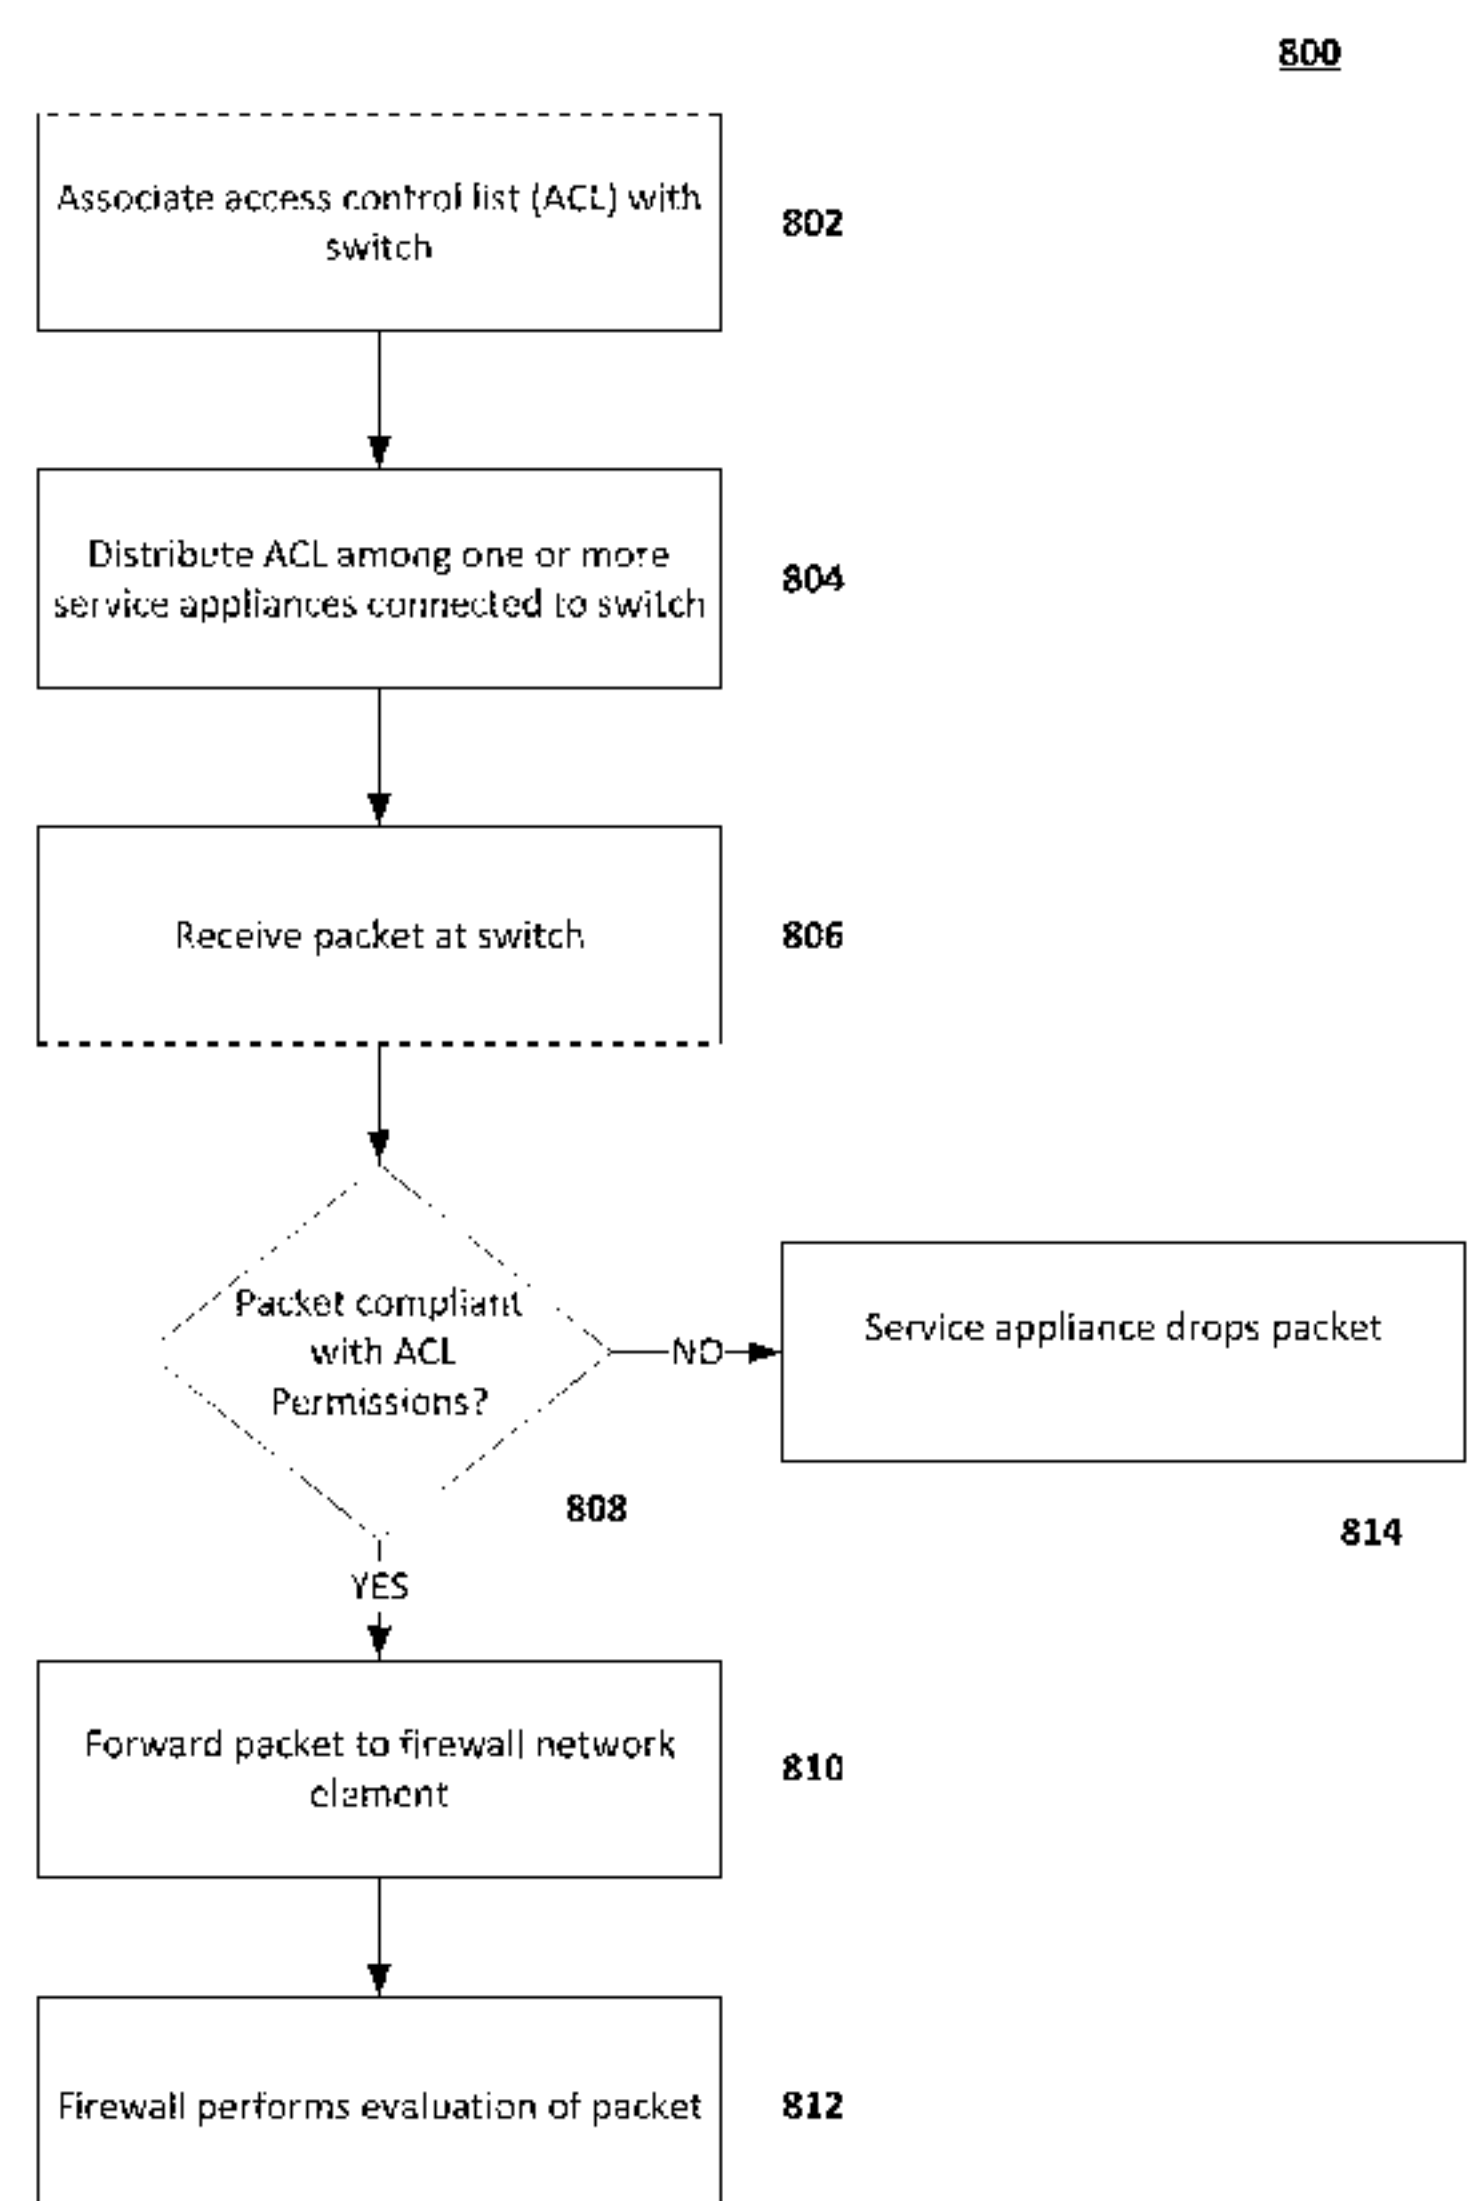 800
Associate access control list (ACL) with
switch
802
Distribute ACL among one or more
service appliances connected to switch
804
Receive packet at switch
806
Packet compliant
with ACL
Permissions?
NO
Service appliance drops packet
808
814
YES
Forward packet to firewall network
element
810
Firewall performs evaluation of packet
812